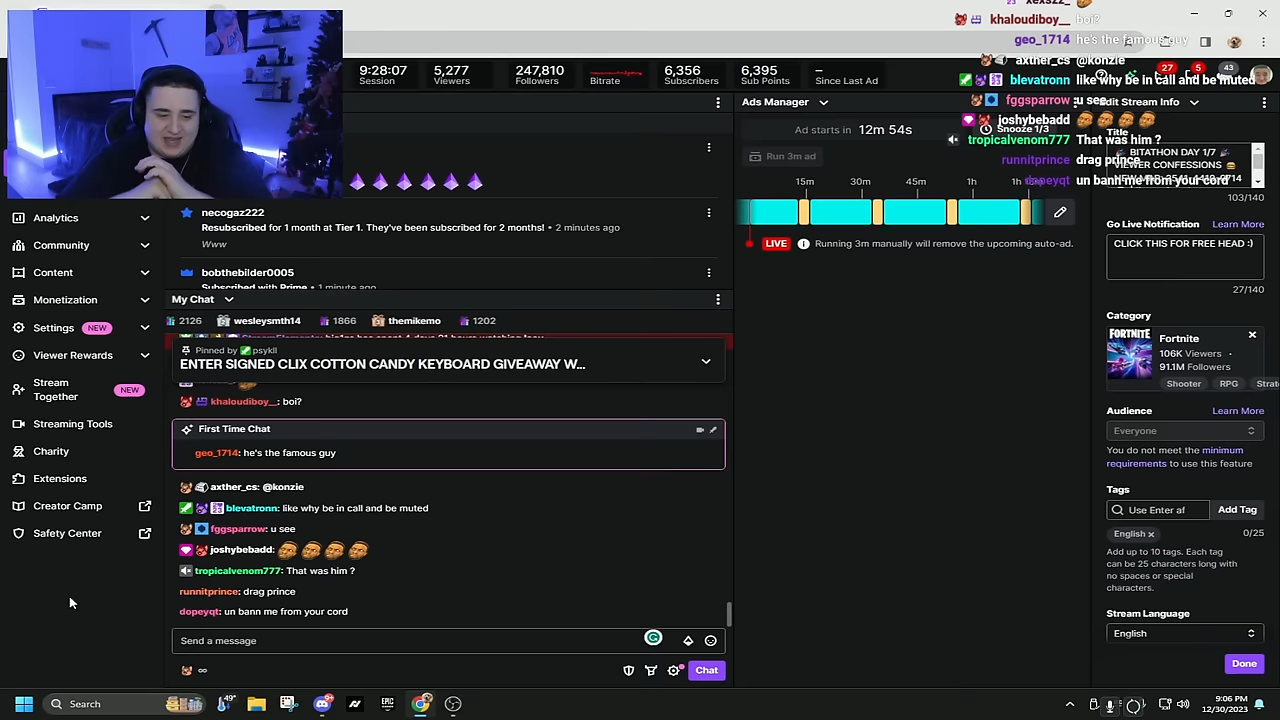 khaloudiboy__ boi?
geo_1714 he's the famous guy
axther_cs: @konzie
blevatronn like why be in call and be muted
fggsparrow: u see
joshybebadd
tropicalvenom777 That was him ?
runnitprince drag prince
dopeyqt un bann me from your cord
9:28:07
Session
5,277
Viewers
247,810
Followers
Bitrate
6,356
Subscribers
6,395
Sub Points
–
Since Last Ad
27
5
43
Ads Manager
Ad starts in 12m 54s
Snooze 1/3
Run 3m ad
15m 30m 45m 1h 1h
LIVE Running 3m manually will remove the upcoming auto-ad.
Edit Stream Info
Title
BITATHON DAY 1/7
VIEWER CONFESSIONS
103/140
Go Live Notification Learn More
CLICK THIS FOR FREE HEAD :)
27/140
Category
FORTNITE
Fortnite
106K Viewers •
91.1M Followers
Shooter RPG Strat
Audience Learn More
Everyone
You do not meet the minimum
requirements to use this feature
Tags
Use Enter af Add Tag
English
0/25
Add up to 10 tags. Each tag
can be 25 characters long with
no spaces or special
characters.
Stream Language
English
Done
Analytics
Community
Content
Monetization
Settings NEW
Viewer Rewards
Stream
Together NEW
Streaming Tools
Charity
Extensions
Creator Camp
Safety Center
necogaz222
Resubscribed for 1 month at Tier 1. They've been subscribed for 2 months! • 2 minutes ago
Www
bobthebilder0005
Subscribed with Prime • 1 minute ago
My Chat
2126 wesleysmth14 1866 themikemo 1202
Pinned by psykll
ENTER SIGNED CLIX COTTON CANDY KEYBOARD GIVEAWAY W...
khaloudiboy__: boi?
First Time Chat
geo_1714: he's the famous guy
axther_cs: @konzie
blevatronn: like why be in call and be muted
fggsparrow: u see
joshybebadd:
tropicalvenom777: That was him ?
runnitprince: drag prince
dopeyqt: un bann me from your cord
Send a message
Chat
Search
49°
EPIC
9:06 PM
12/30/2023